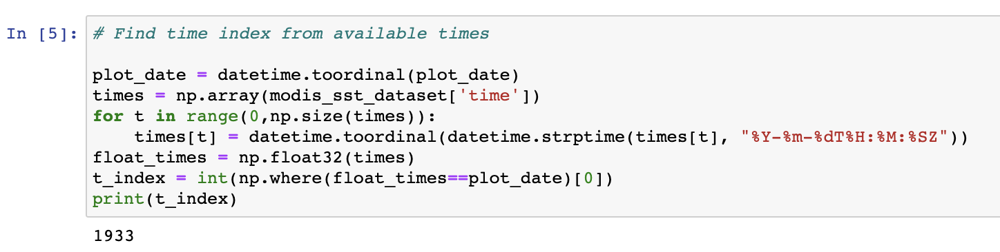 In [5]: # Find time index from available times
plot_date = datetime.toordinal(plot_date)
times = np.array(modis_sst_dataset['time'])
for t in range(0,np.size(times)):
    times[t] = datetime.toordinal(datetime.strptime(times[t], "%Y-%m-%dT%H:%M:%SZ"))
float_times = np.float32(times)
t_index = int(np.where(float_times==plot_date)[0])
print(t_index)
1933